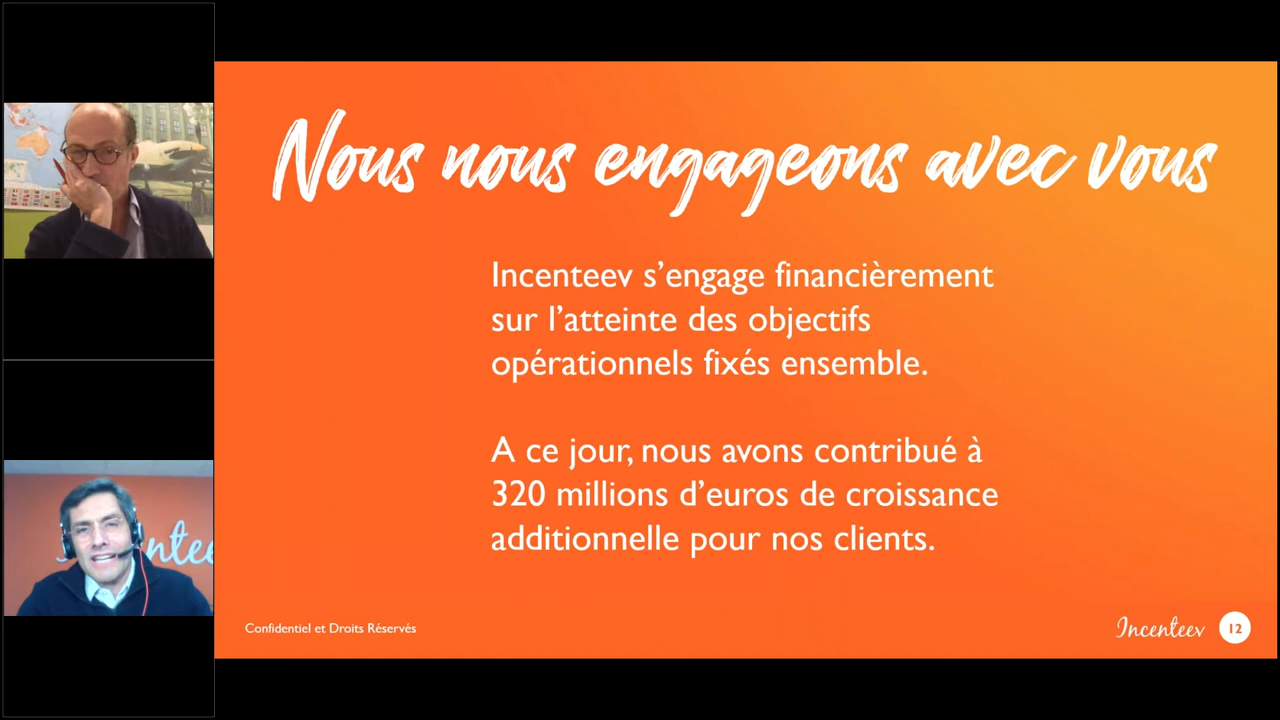 Nous nous engageons avec vous
Incenteev s’engage financièrement
sur l’atteinte des objectifs
opérationnels fixés ensemble.
A ce jour, nous avons contribué à
320 millions d’euros de croissance
additionnelle pour nos clients.
Confidentiel et Droits Réservés
Incenteev
12